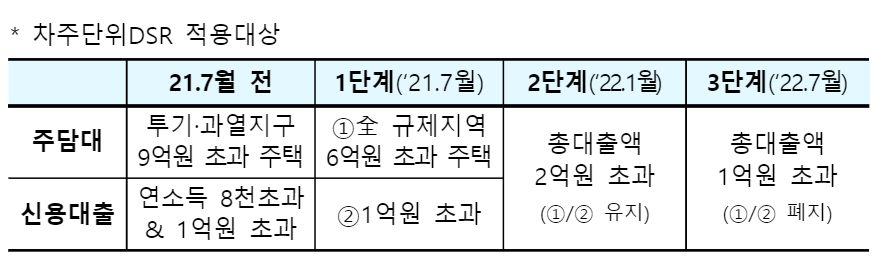 * 차주단위DSR 적용대상
21.7월 전 1단계(‘21.7월) 2단계(‘22.1월) 3단계(‘22.7월)
주담대
투기·과열지구
9억원 초과 주택
①全 규제지역
6억원 초과 주택
신용대출
연소득 8천초과
& 1억원 초과
②1억원 초과
총대출액
2억원 초과
(①/② 유지)
총대출액
1억원 초과
(①/② 폐지)